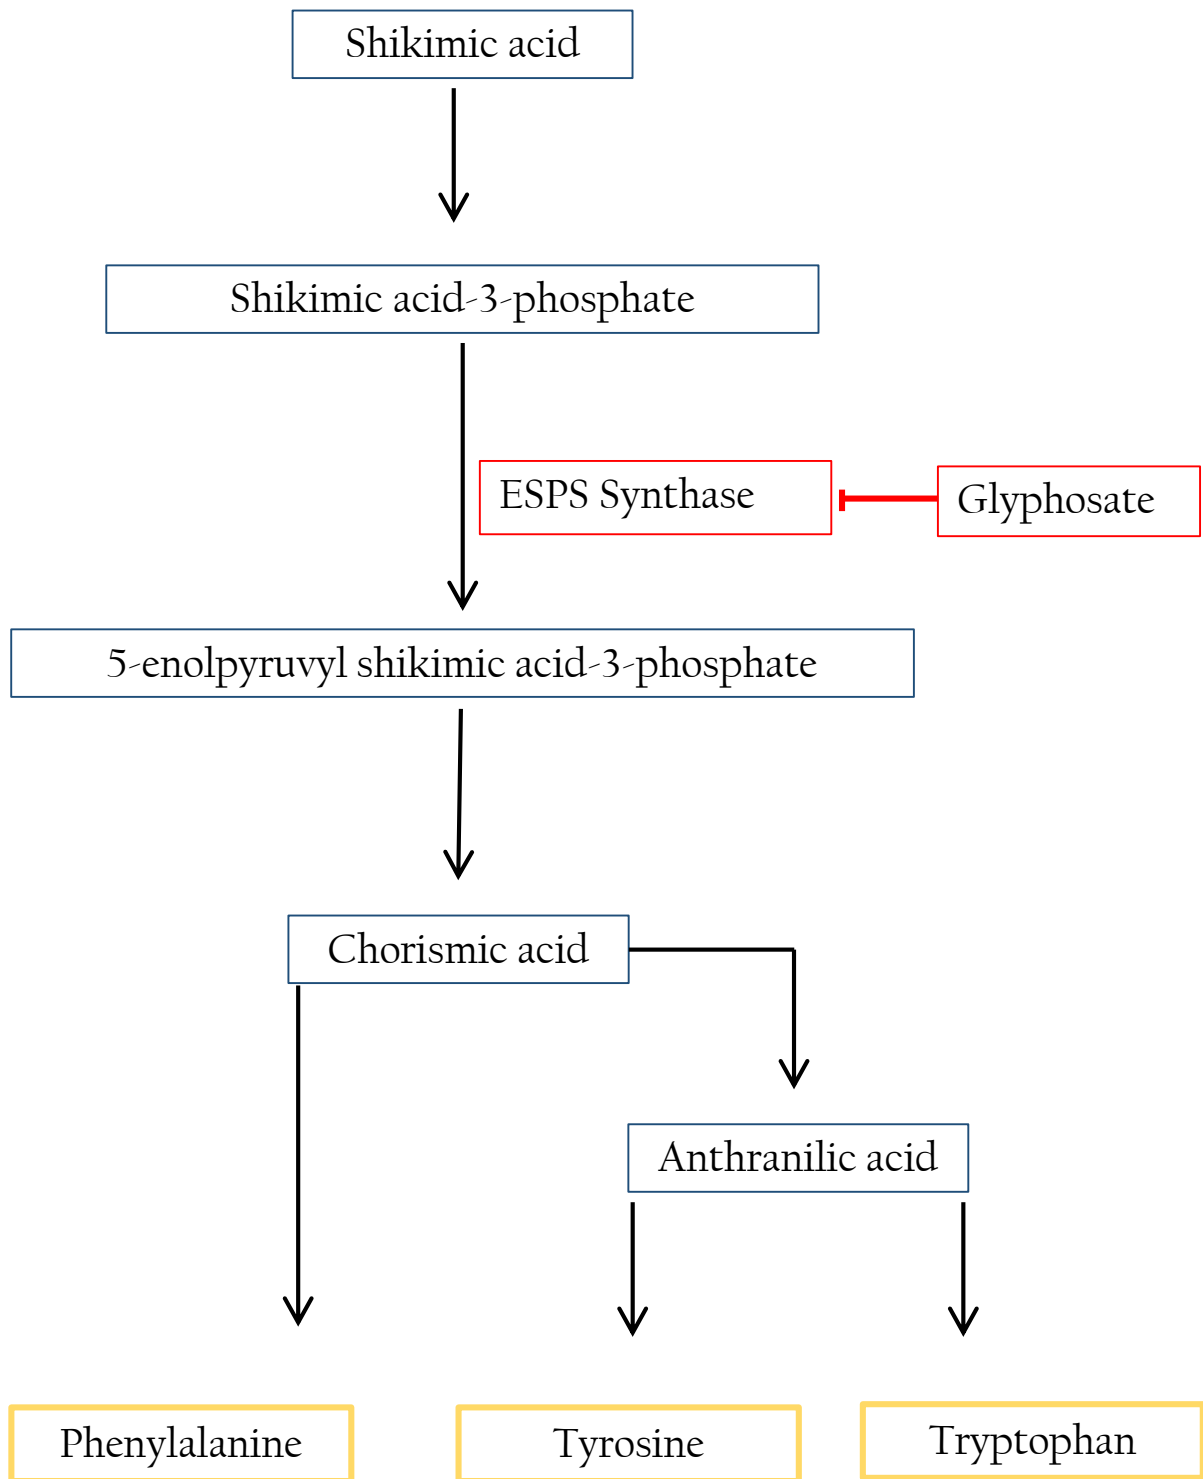 Shikimic acid
Shikimic acid-3-phosphate
ESPS Synthase
Glyphosate
5-enolpyruvyl shikimic acid-3-phosphate
Chorismic acid
Anthranilic acid
Phenylalanine
Tyrosine
Tryptophan